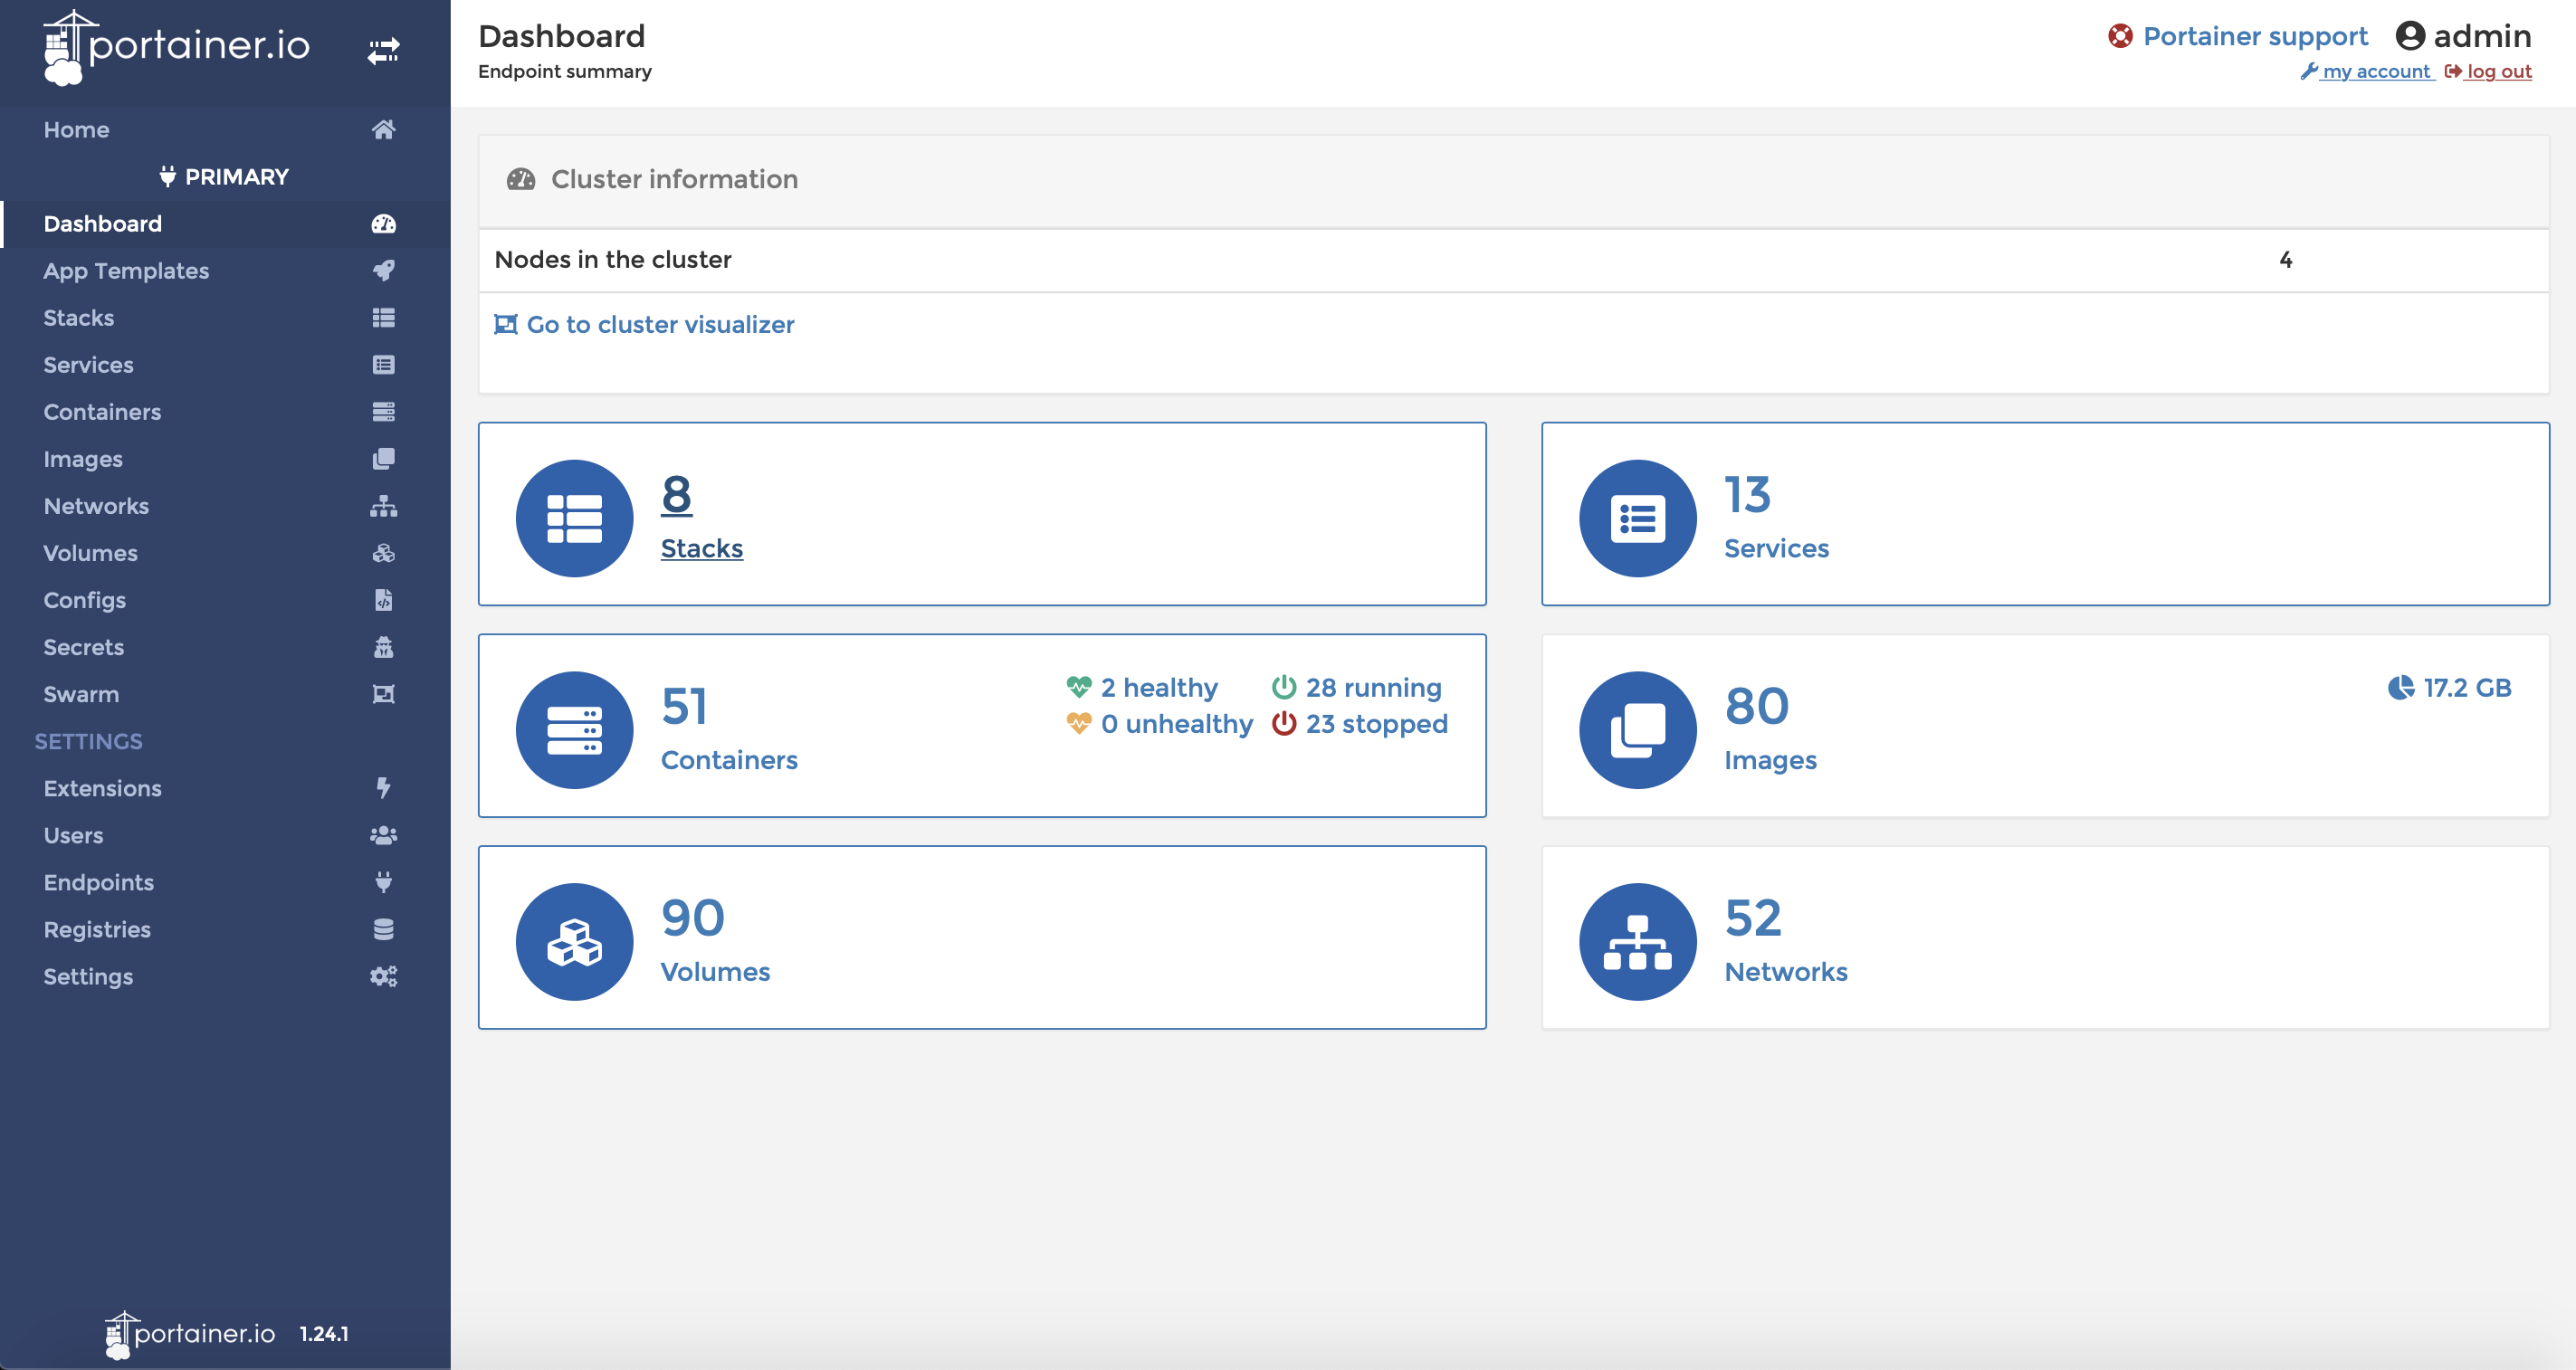 portainer.io
Home
PRIMARY
Dashboard
App Templates
Stacks
Services
Containers
Images
Networks
Volumes
Configs
Secrets
Swarm
SETTINGS
Extensions
Users
Endpoints
Registries
Settings
portainer.io 1.24.1
Dashboard
Endpoint summary
Portainer support admin
my account log out
Cluster information
Nodes in the cluster 4
Go to cluster visualizer
8
Stacks
13
Services
51
Containers
2 healthy 28 running
0 unhealthy 23 stopped
80
Images
17.2 GB
90
Volumes
52
Networks